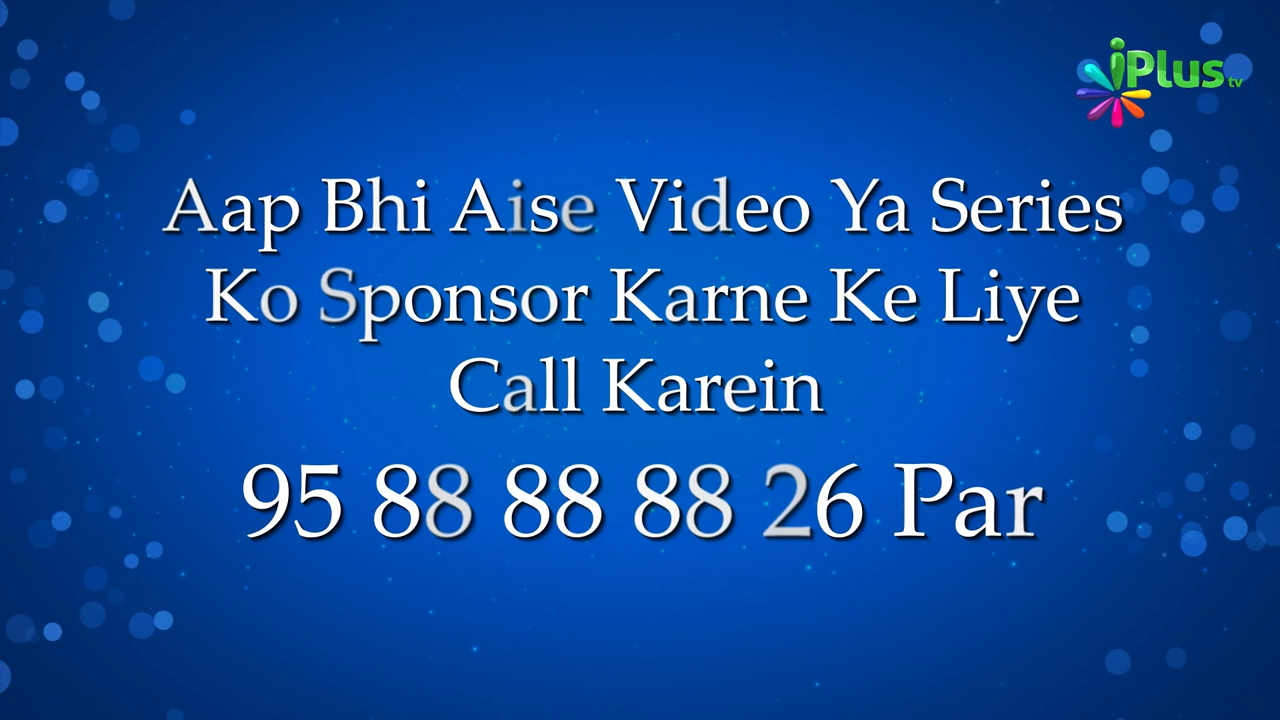 iPlus tv
Aap Bhi Aise Video Ya Series
Ko Sponsor Karne Ke Liye
Call Karein
95 88 88 88 26 Par